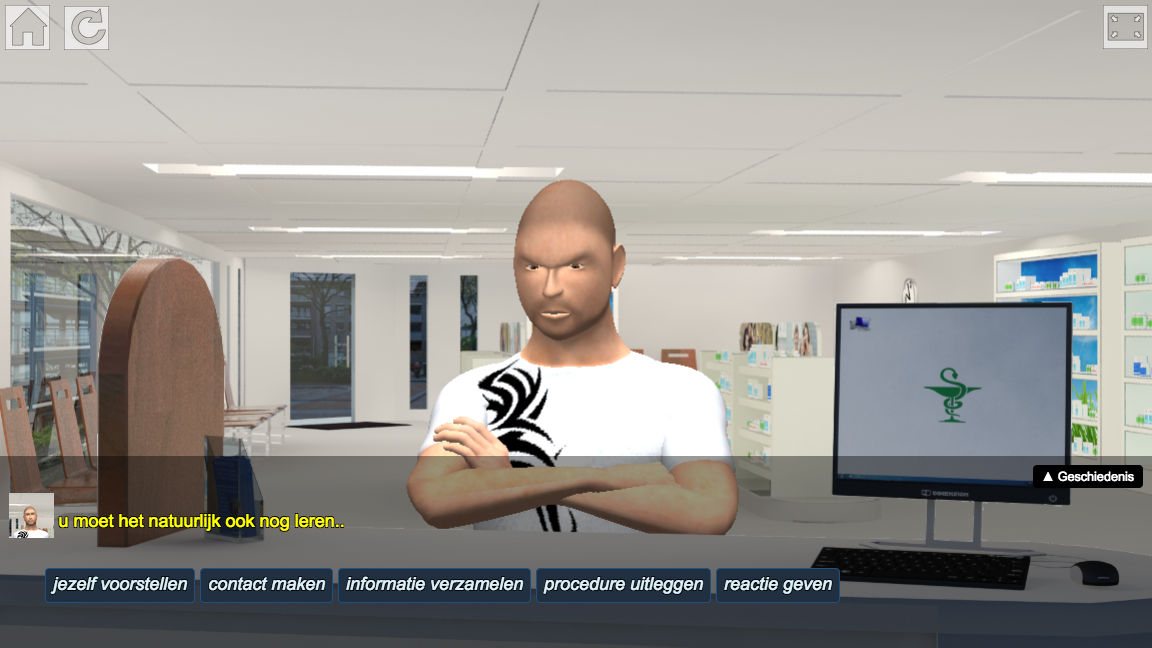 ▲ Geschiedenis
u moet het natuurlijk ook nog leren..
jezelf voorstellen
contact maken
informatie verzamelen
procedure uitleggen
reactie geven